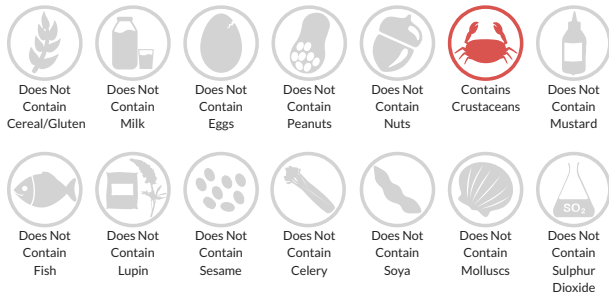 Does Not
Contain
Cereal/Gluten
Does Not
Contain
Milk
Does Not
Contain
Eggs
Does Not
Contain
Peanuts
Does Not
Contain
Nuts
Contains
Crustaceans
Does Not
Contain
Mustard
Does Not
Contain
Fish
Does Not
Contain
Lupin
Does Not
Contain
Sesame
Does Not
Contain
Celery
Does Not
Contain
Soya
Does Not
Contain
Molluscs
SO₂
Does Not
Contain
Sulphur
Dioxide